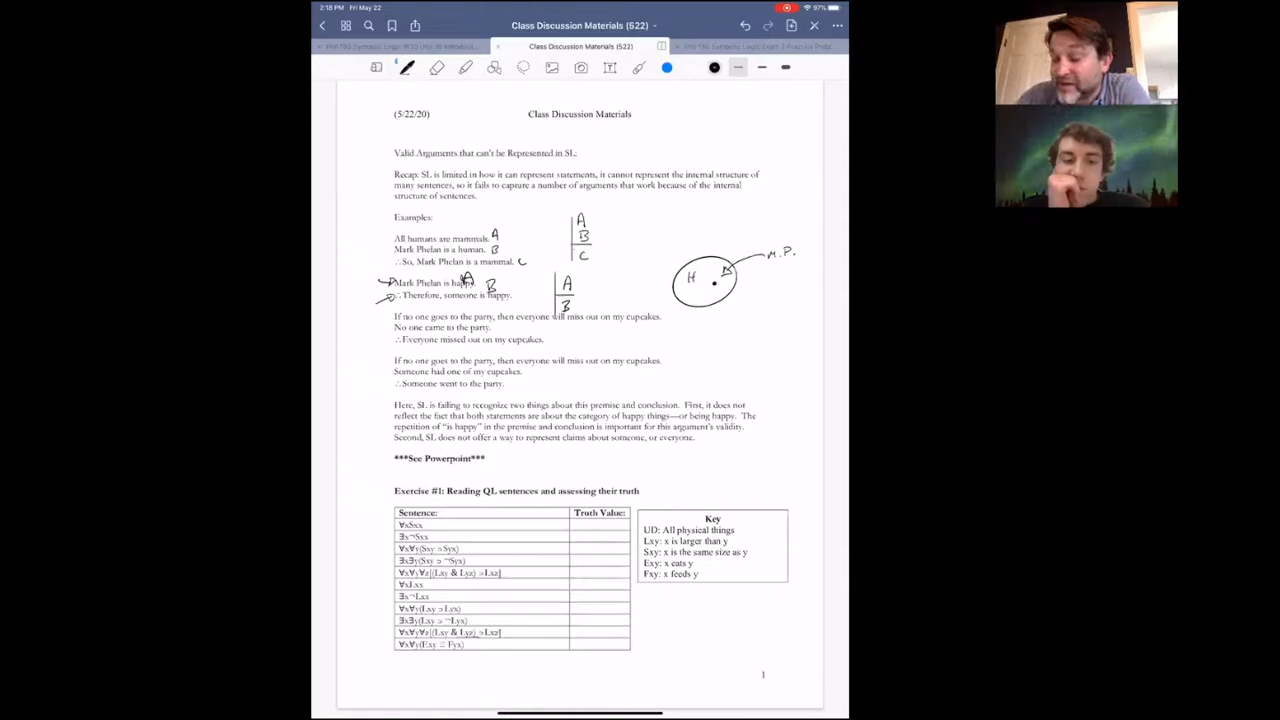 2:18 PM Fri May 22
97%
Class Discussion Materials (522)
Class Discussion Materials (522)
(5/22/20)
Class Discussion Materials
Valid Arguments that can't be Represented in SL:
Recap: SL is limited in how it can represent statements, it cannot represent the internal structure of
many sentences, so it fails to capture a number of arguments that work because of the internal
structure of sentences.
Examples:
All humans are mammals. A
Mark Phelan is a human. B
∴So, Mark Phelan is a mammal. C
A
B
C
Mark Phelan is happy. A
∴Therefore, someone is happy. B
A
B
H
M.P.
If no one goes to the party, then everyone will miss out on my cupcakes.
No one came to the party.
∴Everyone missed out on my cupcakes.
If no one goes to the party, then everyone will miss out on my cupcakes.
Someone had one of my cupcakes.
∴Someone went to the party.
Here, SL is failing to recognize two things about this premise and conclusion. First, it does not
reflect the fact that both statements are about the category of happy things—or being happy. The
repetition of "is happy" in the premise and conclusion is important for this argument's validity.
Second, SL does not offer a way to represent claims about someone, or everyone.
***See Powerpoint***
Exercise #1: Reading QL sentences and assessing their truth
Sentence: Truth Value:
∀xSxx
∃x¬Sxx
∀x∀y(Sxy ⊃ Syx)
∃x∃y(Sxy ⊃ ¬Syx)
∀x∀y∀z[(Lxy & Lyz) ⊃Lxz]
∀xLxx
∃x¬Lxx
∀x∀y(Lxy ⊃Lyx)
∃x∃y(Lxy ⊃ ¬Lyx)
∀x∀y∀z[(Lxy & Lyz) ⊃Lxz]
∀x∀y(Exy ≡ Fyx)
Key
UD: All physical things
Lxy: x is larger than y
Sxy: x is the same size as y
Exy: x eats y
Fxy: x feeds y
1